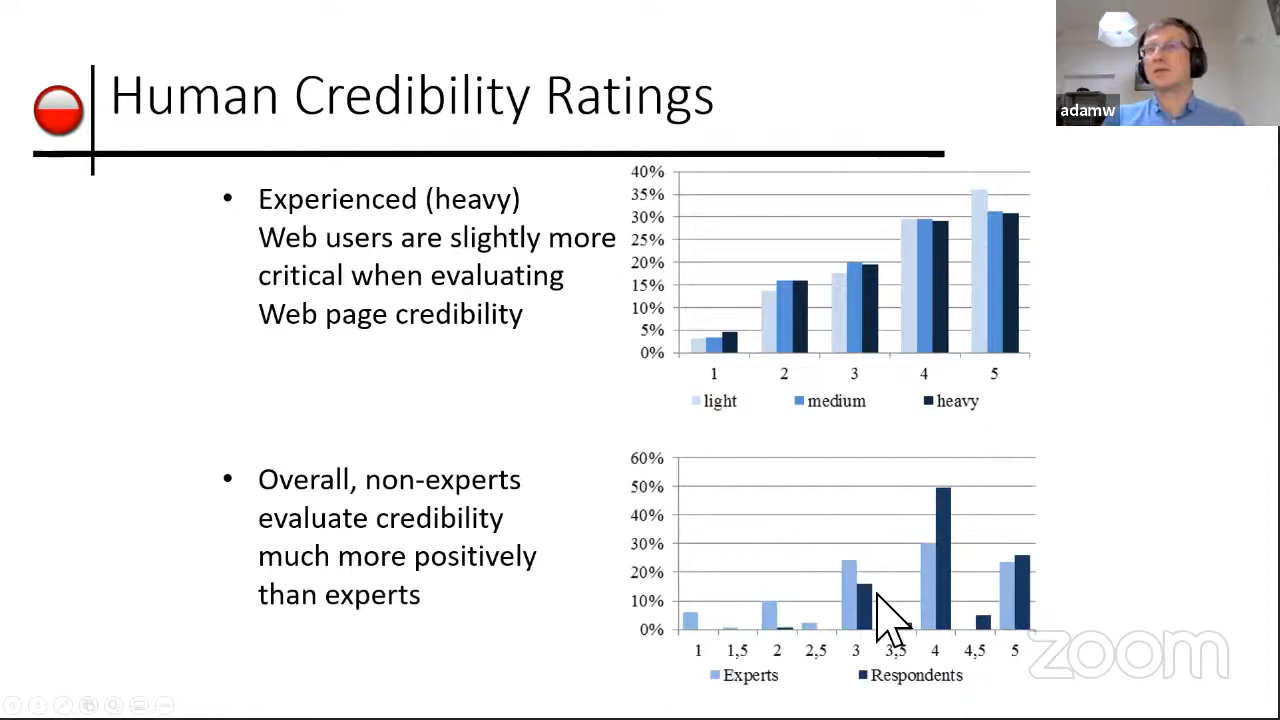 Human Credibility Ratings
adamw
• Experienced (heavy)
Web users are slightly more
critical when evaluating
Web page credibility
40%
35%
30%
25%
20%
15%
10%
5%
0%
1 2 3 4 5
light medium heavy
• Overall, non-experts
evaluate credibility
much more positively
than experts
60%
50%
40%
30%
20%
10%
0%
1 1,5 2 2,5 3 3,5 4 4,5 5
Experts Respondents
zoom